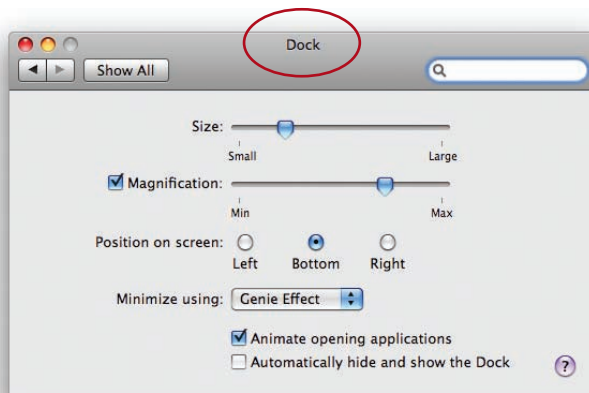 Dock
Show All
Size:
Small Large
Magnification:
Min Max
Position on screen:
Left Bottom Right
Minimize using: Genie Effect
Animate opening applications
Automatically hide and show the Dock ?